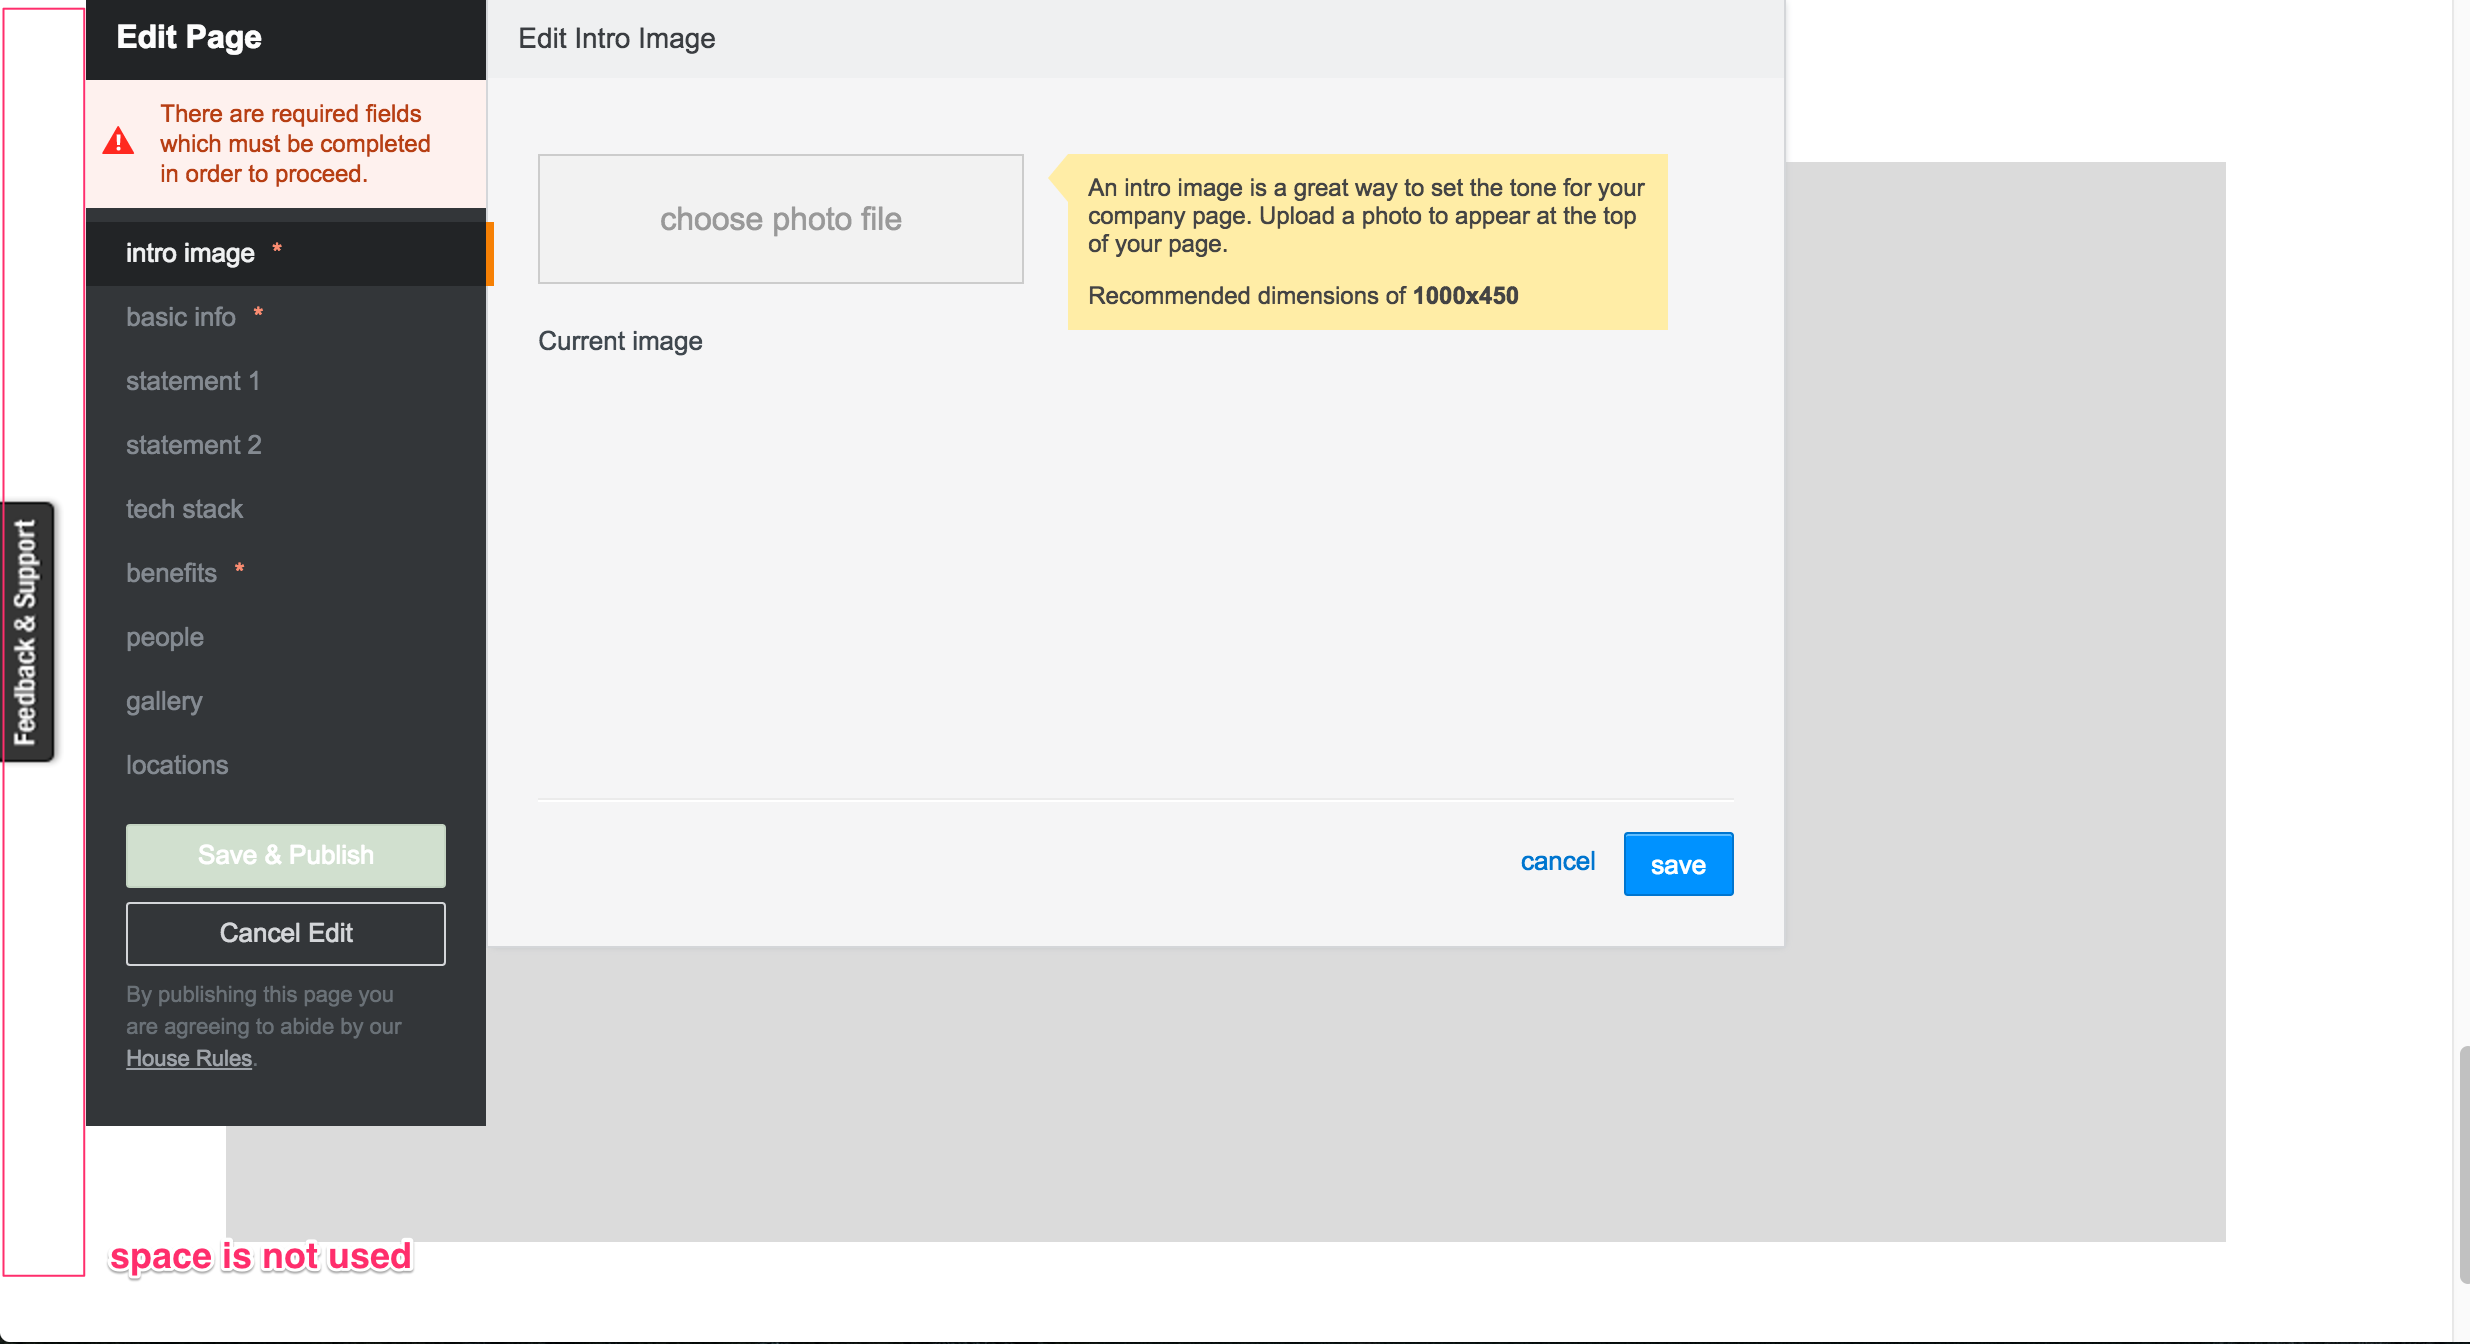 Edit Page
There are required fields
which must be completed
in order to proceed.
intro image *
basic info *
statement 1
statement 2
tech stack
benefits *
people
gallery
locations
Save & Publish
Cancel Edit
By publishing this page you
are agreeing to abide by our
House Rules.
Feedback & Support
Edit Intro Image
choose photo file
An intro image is a great way to set the tone for your
company page. Upload a photo to appear at the top
of your page.
Recommended dimensions of 1000x450
Current image
cancel
save
space is not used